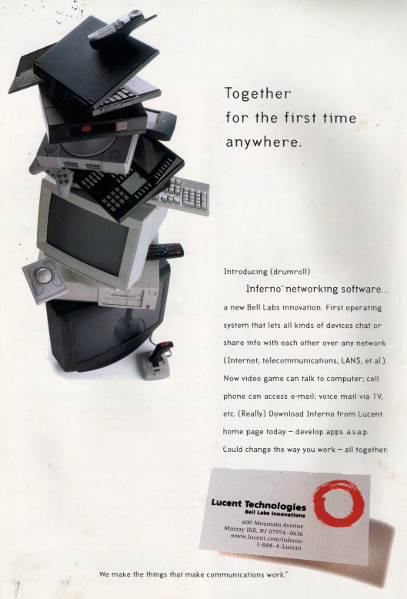 Together
for the first time
anywhere.
Introducing (drumroll)
Inferno™ networking software...
a new Bell Labs innovation. First operating
system that lets all kinds of devices chat or
share info with each other over any network
(Internet, telecommunications, LANS, et al).
Now video game can talk to computer; cell
phone can access e-mail; voice mail via TV,
etc. (Really) Download Inferno from Lucent
home page today – develop apps a.s.a.p.
Could change the way you work – all together.
Lucent Technologies
Bell Labs Innovations
600 Mountain Avenue
Murray Hill, NJ 07974-0636
www.lucent.com/inferno
1-888-4-Lucent
We make the things that make communications work.™